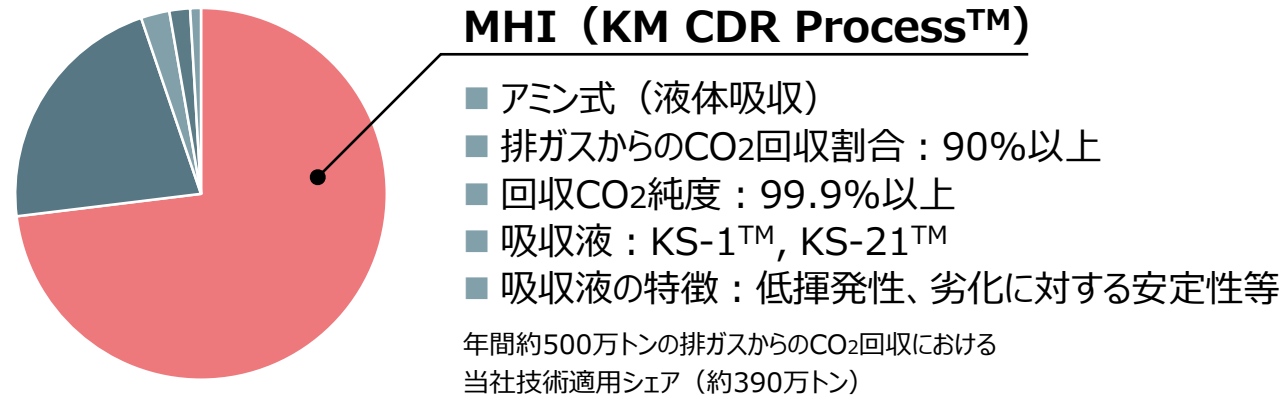 MHI（KM CDR Process™）
アミン式（液体吸収）
排ガスからのCO2回収割合：90%以上
回収CO2純度：99.9%以上
吸収液：KS-1™, KS-21™
吸収液の特徴：低揮発性、劣化に対する安定性等
年間約500万トンの排ガスからのCO2回収における
当社技術適用シェア（約390万トン）